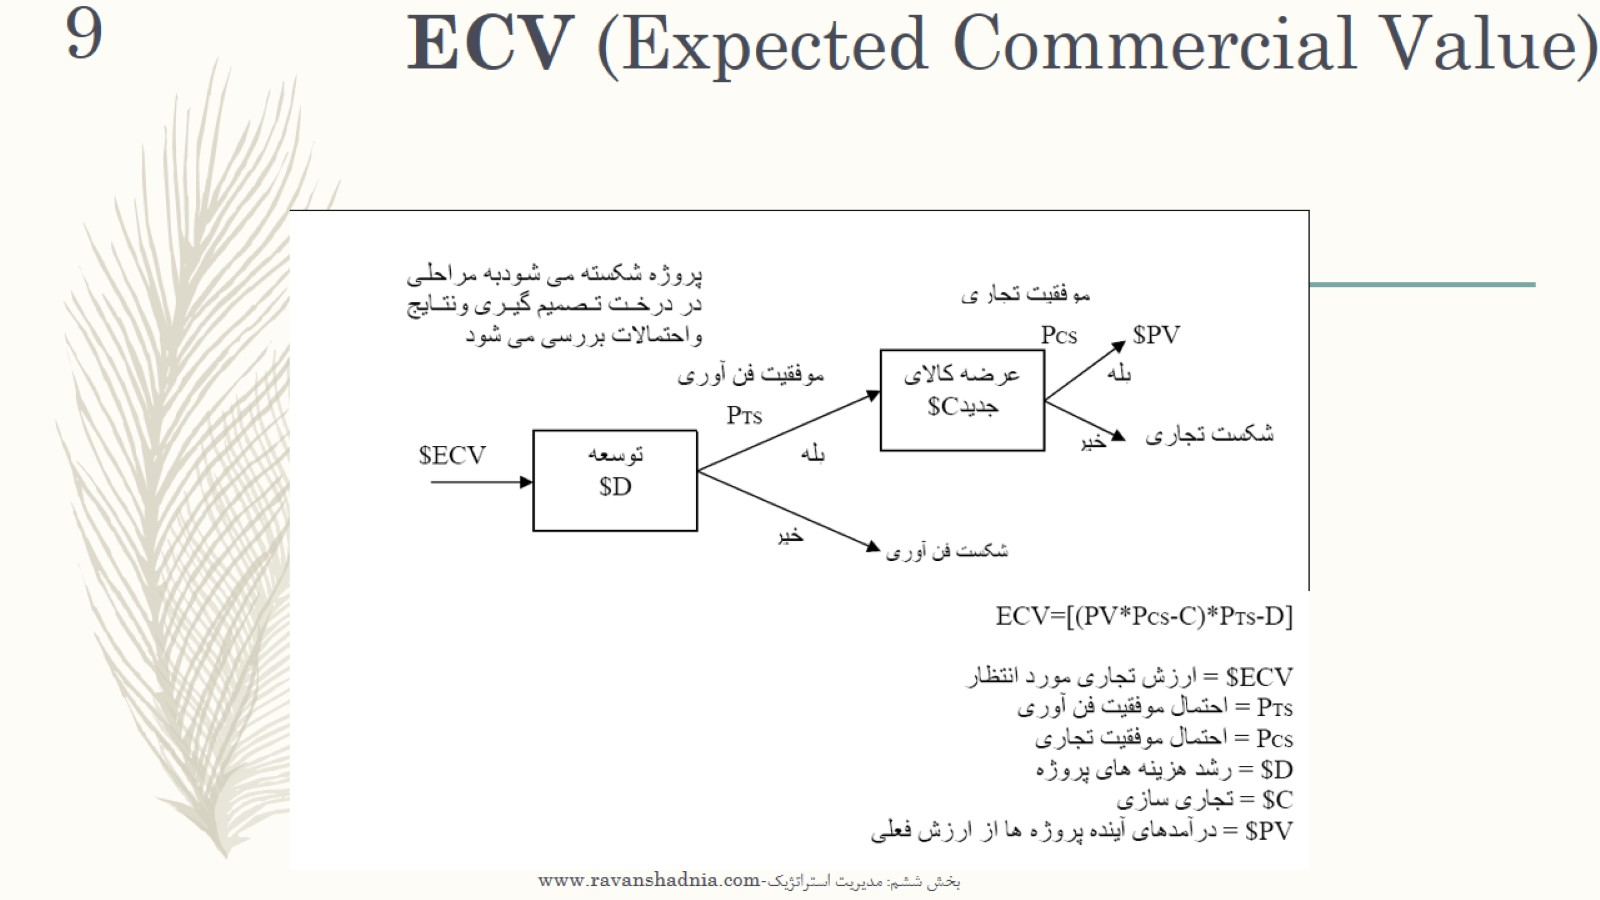 9
ECV (Expected Commercial Value)
پروژه شکسته می شودبه مراحلی
در درخت تصمیم گیری ونتایج
واحتمالات بررسی می شود
موفقیت تجاری
PCS
$PV
بله
موفقیت فن آوری
PTS
بله
عرضه کالای
جدید$C
خیر
شکست تجاری
$ECV
توسعه
$D
خیر
شکست فن آوری
ECV=[(PV*PCS-C)*PTS-D]
$ECV = ارزش تجاری مورد انتظار
PTS = احتمال موفقیت فن آوری
PCS = احتمال موفقیت تجاری
$D = رشد هزینه های پروژه
$C = تجاری سازی
$PV = درآمدهای آینده پروژه ها از ارزش فعلی
بخش ششم: مدیریت استراتژیک-www.ravanshadnia.com